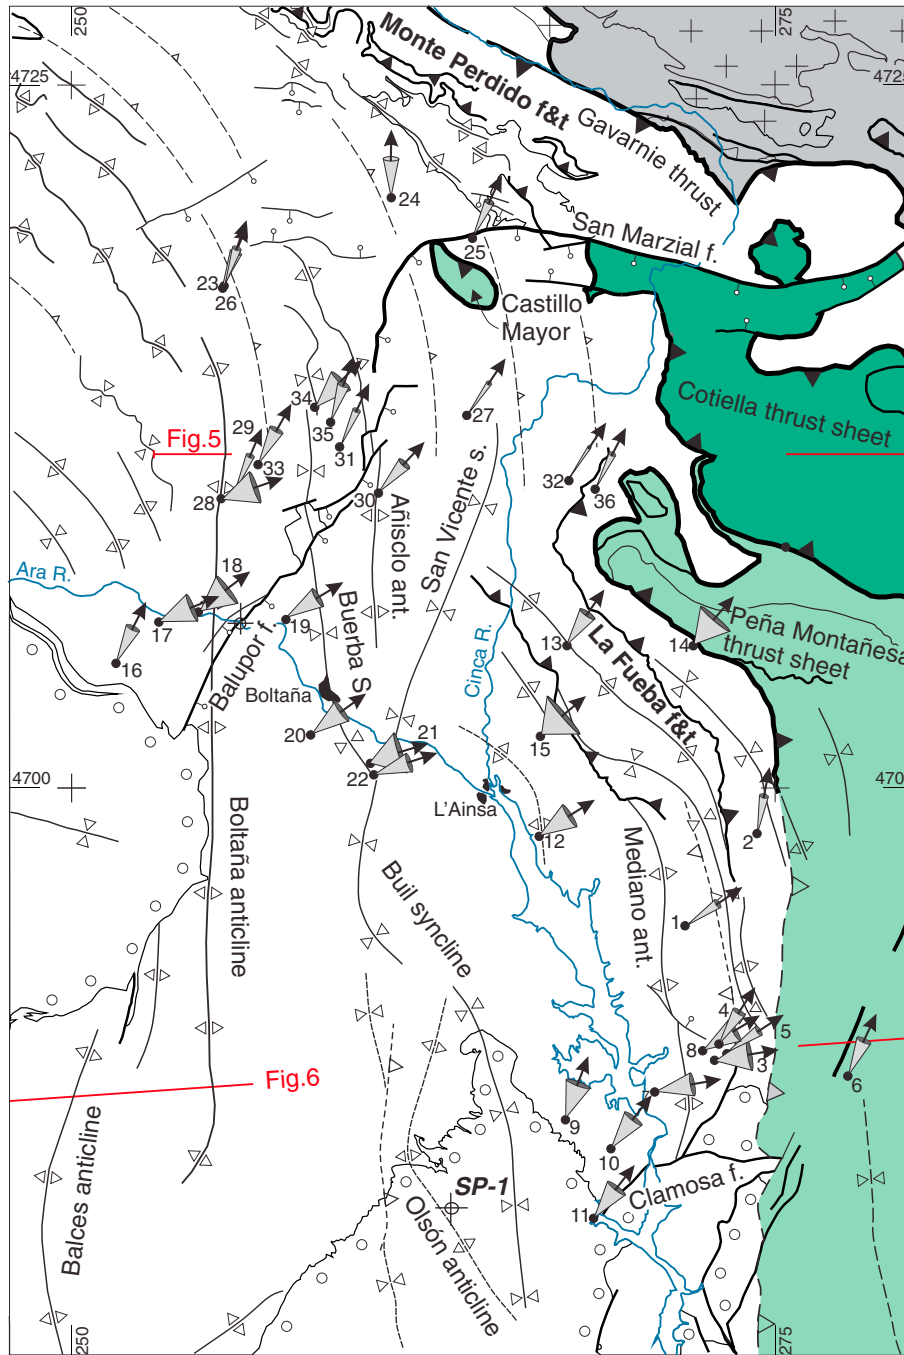 250
275
4725
4725
Monte Perdido f&t
Gavarnie thrust
San Marzial f.
24
25
23
26
Castillo
Mayor
Cotiella thrust sheet
34
35
31
27
29
33
28
Fig.5
30
32
36
Añisclo ant.
San Vicente s.
Ara R.
18
17
16
19
Balupor f.
Buerba S.
Boltaña
Cinca R.
13
14
La Fueba f&t
Peña Montañesa
thrust sheet
20
21
22
15
L'Ainsa
12
2
4700
4700
Boltaña anticline
Buil syncline
Mediano ant.
1
4
5
8
3
6
Fig.6
9
10
11
Clamosa f.
SP-1
Balces anticline
Olsón anticline
250
275